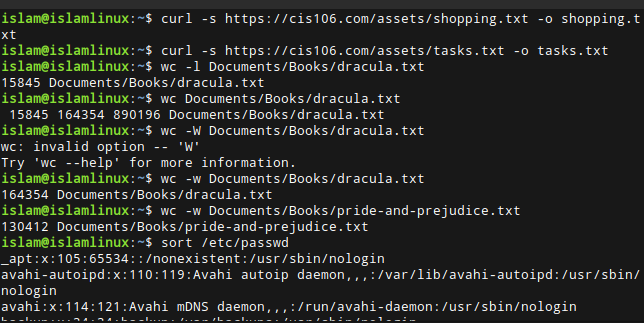 islam@islamlinux:~$ curl -s https://cis106.com/assets/shopping.txt -o shopping.t
xt
islam@islamlinux:~$ curl -s https://cis106.com/assets/tasks.txt -o tasks.txt
islam@islamlinux:~$ wc -l Documents/Books/dracula.txt
15845 Documents/Books/dracula.txt
islam@islamlinux:~$ wc Documents/Books/dracula.txt
 15845 164354 890196 Documents/Books/dracula.txt
islam@islamlinux:~$ wc -W Documents/Books/dracula.txt
wc: invalid option -- 'W'
Try 'wc --help' for more information.
islam@islamlinux:~$ wc -w Documents/Books/dracula.txt
164354 Documents/Books/dracula.txt
islam@islamlinux:~$ wc -w Documents/Books/pride-and-prejudice.txt
130412 Documents/Books/pride-and-prejudice.txt
islam@islamlinux:~$ sort /etc/passwd
_apt:x:105:65534::/nonexistent:/usr/sbin/nologin
avahi-autoipd:x:110:119:Avahi autoip daemon,,,:/var/lib/avahi-autoipd:/usr/sbin/
nologin
avahi:x:114:121:Avahi mDNS daemon,,,:/run/avahi-daemon:/usr/sbin/nologin